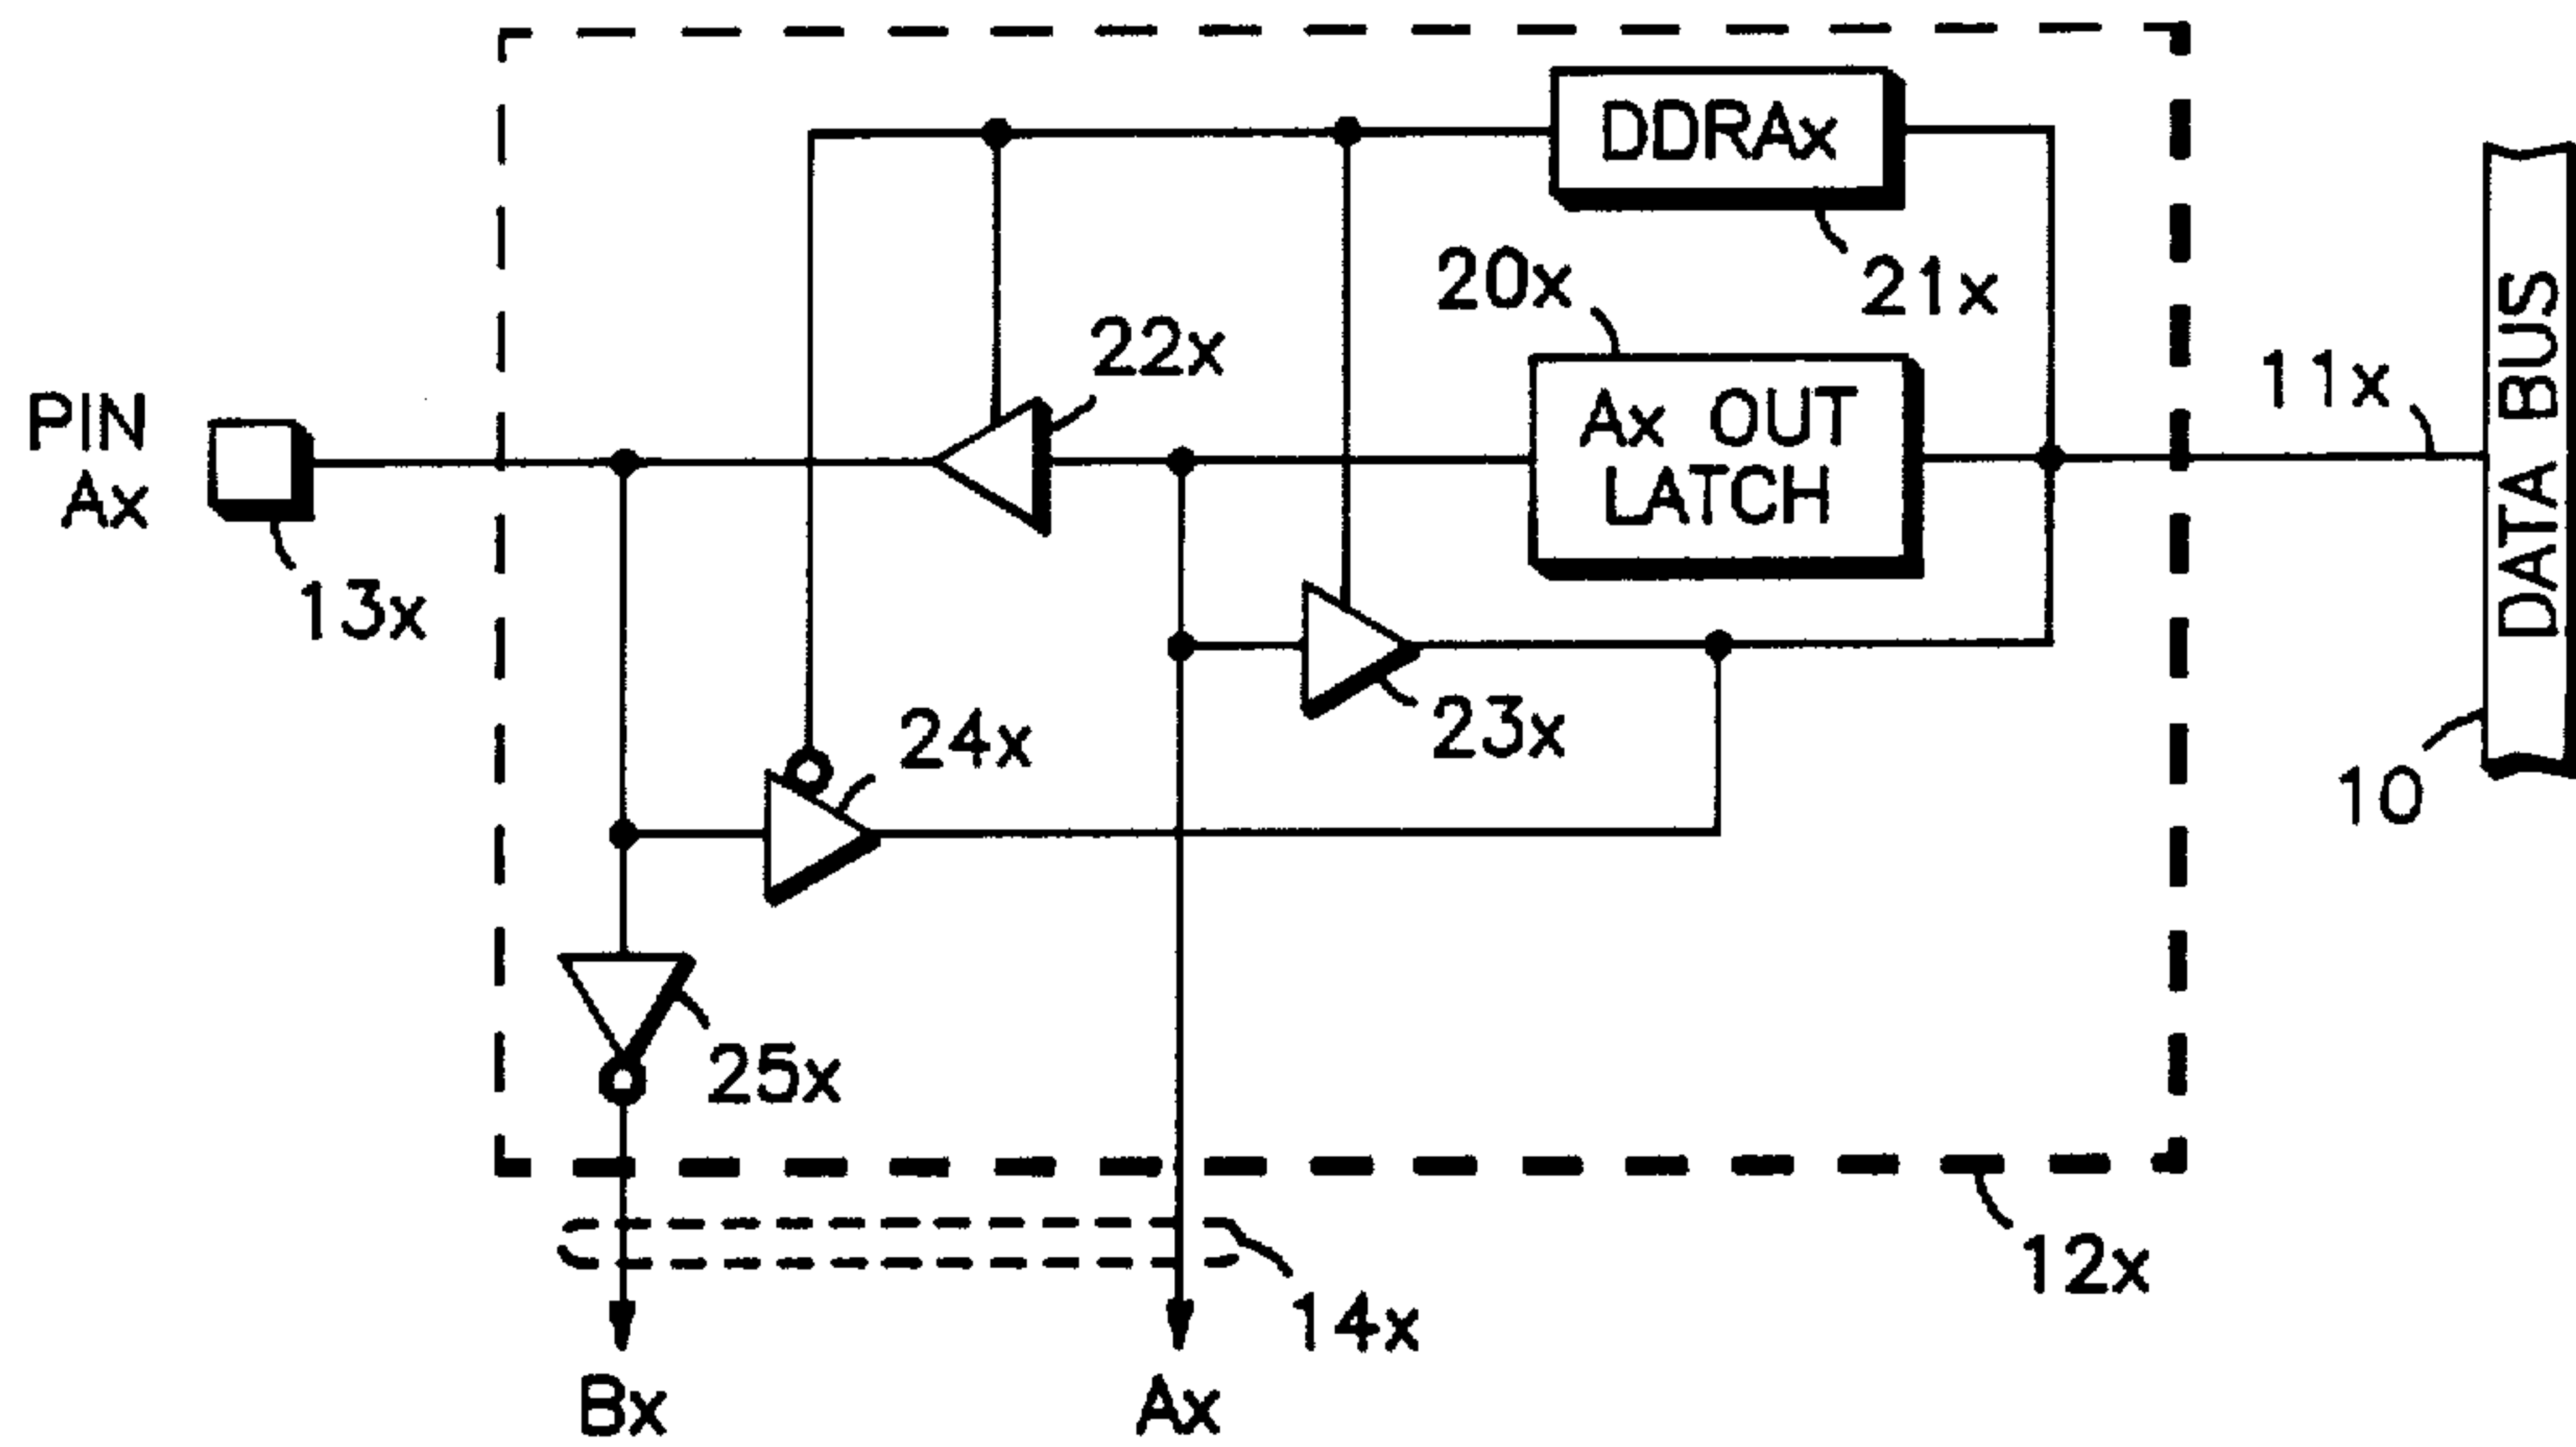 DDRAx
21x
20x
22x
11x
PIN
Ax
Ax OUT
LATCH
DATA BUS
13x
23x
24x
10
25x
12x
14x
Bx
Ax